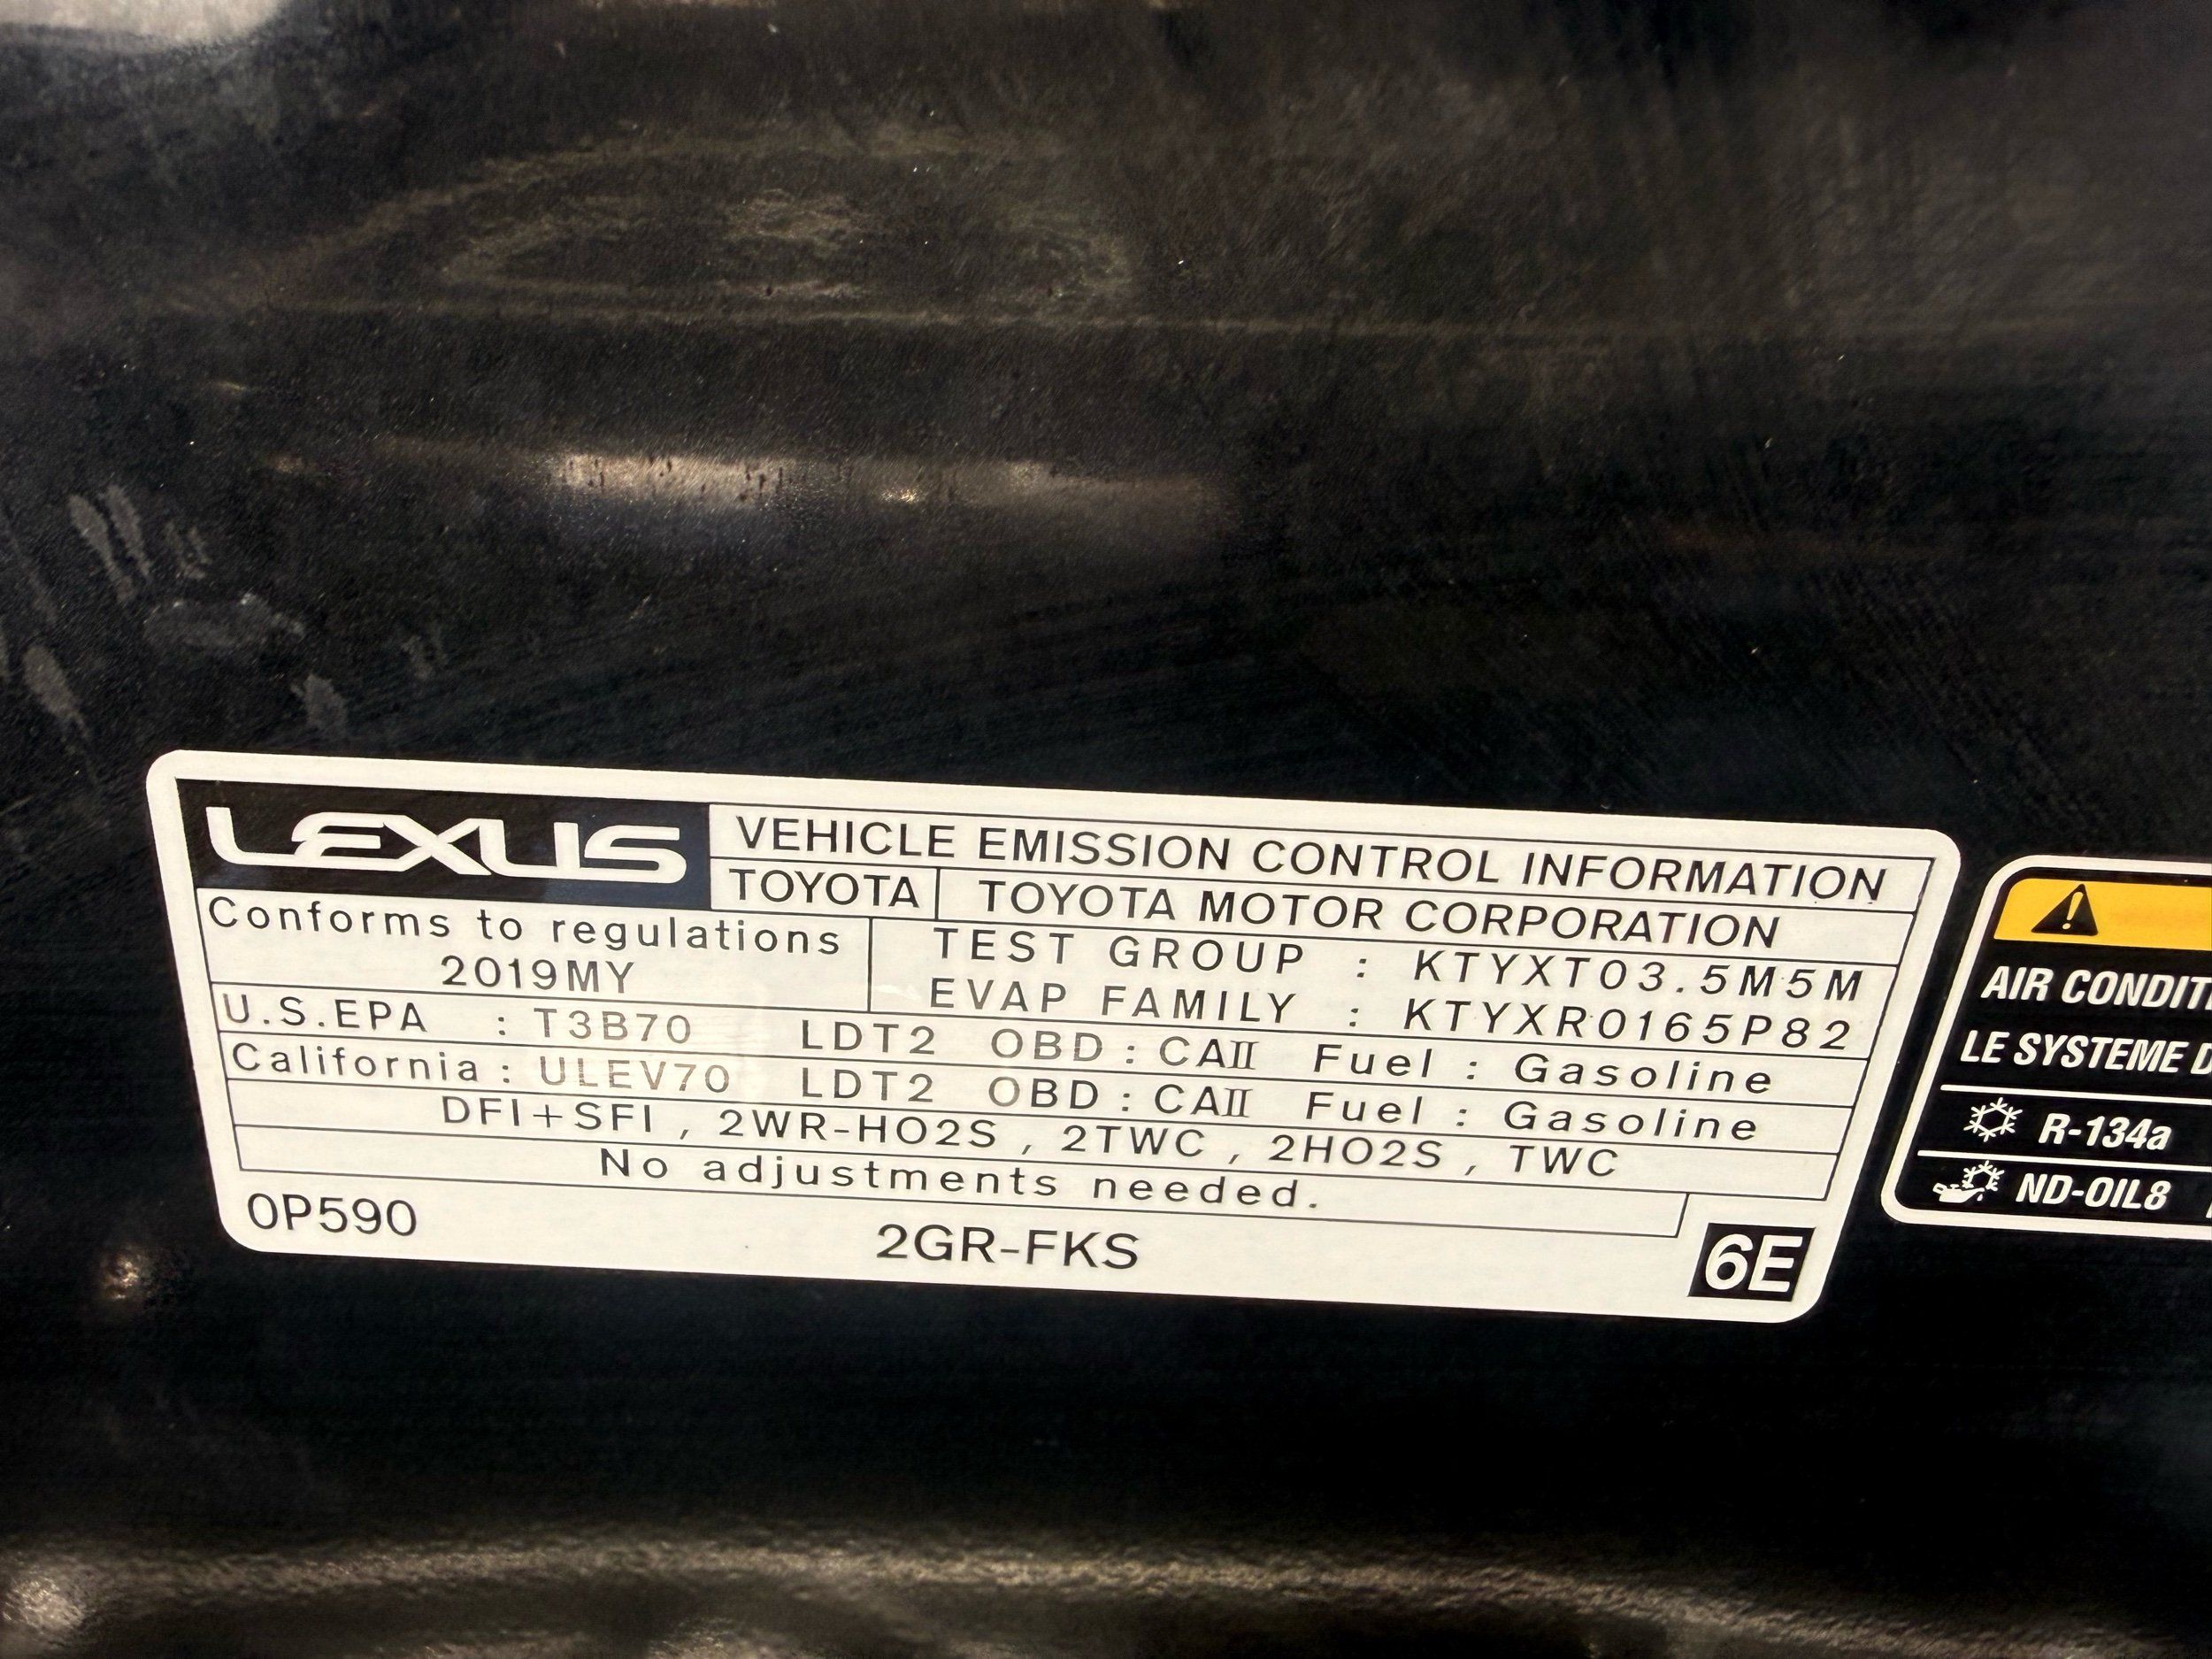 LEXUS
VEHICLE EMISSION CONTROL INFORMATION
TOYOTA TOYOTA MOTOR CORPORATION
Conforms to regulations
2019MY
TEST GROUP : KTYXT03.5M5M
EVAP FAMILY : KTYXR0165P82
U.S.EPA : T3B70 LDT2 OBD : CAII Fuel : Gasoline
California : ULEV70 LDT2 OBD : CAII Fuel : Gasoline
DFI+SFI , 2WR-HO2S , 2TWC , 2HO2S , TWC
No adjustments needed.
0P590
2GR-FKS
6E
AIR CONDIT
LE SYSTEME D
R-134a
ND-OIL8